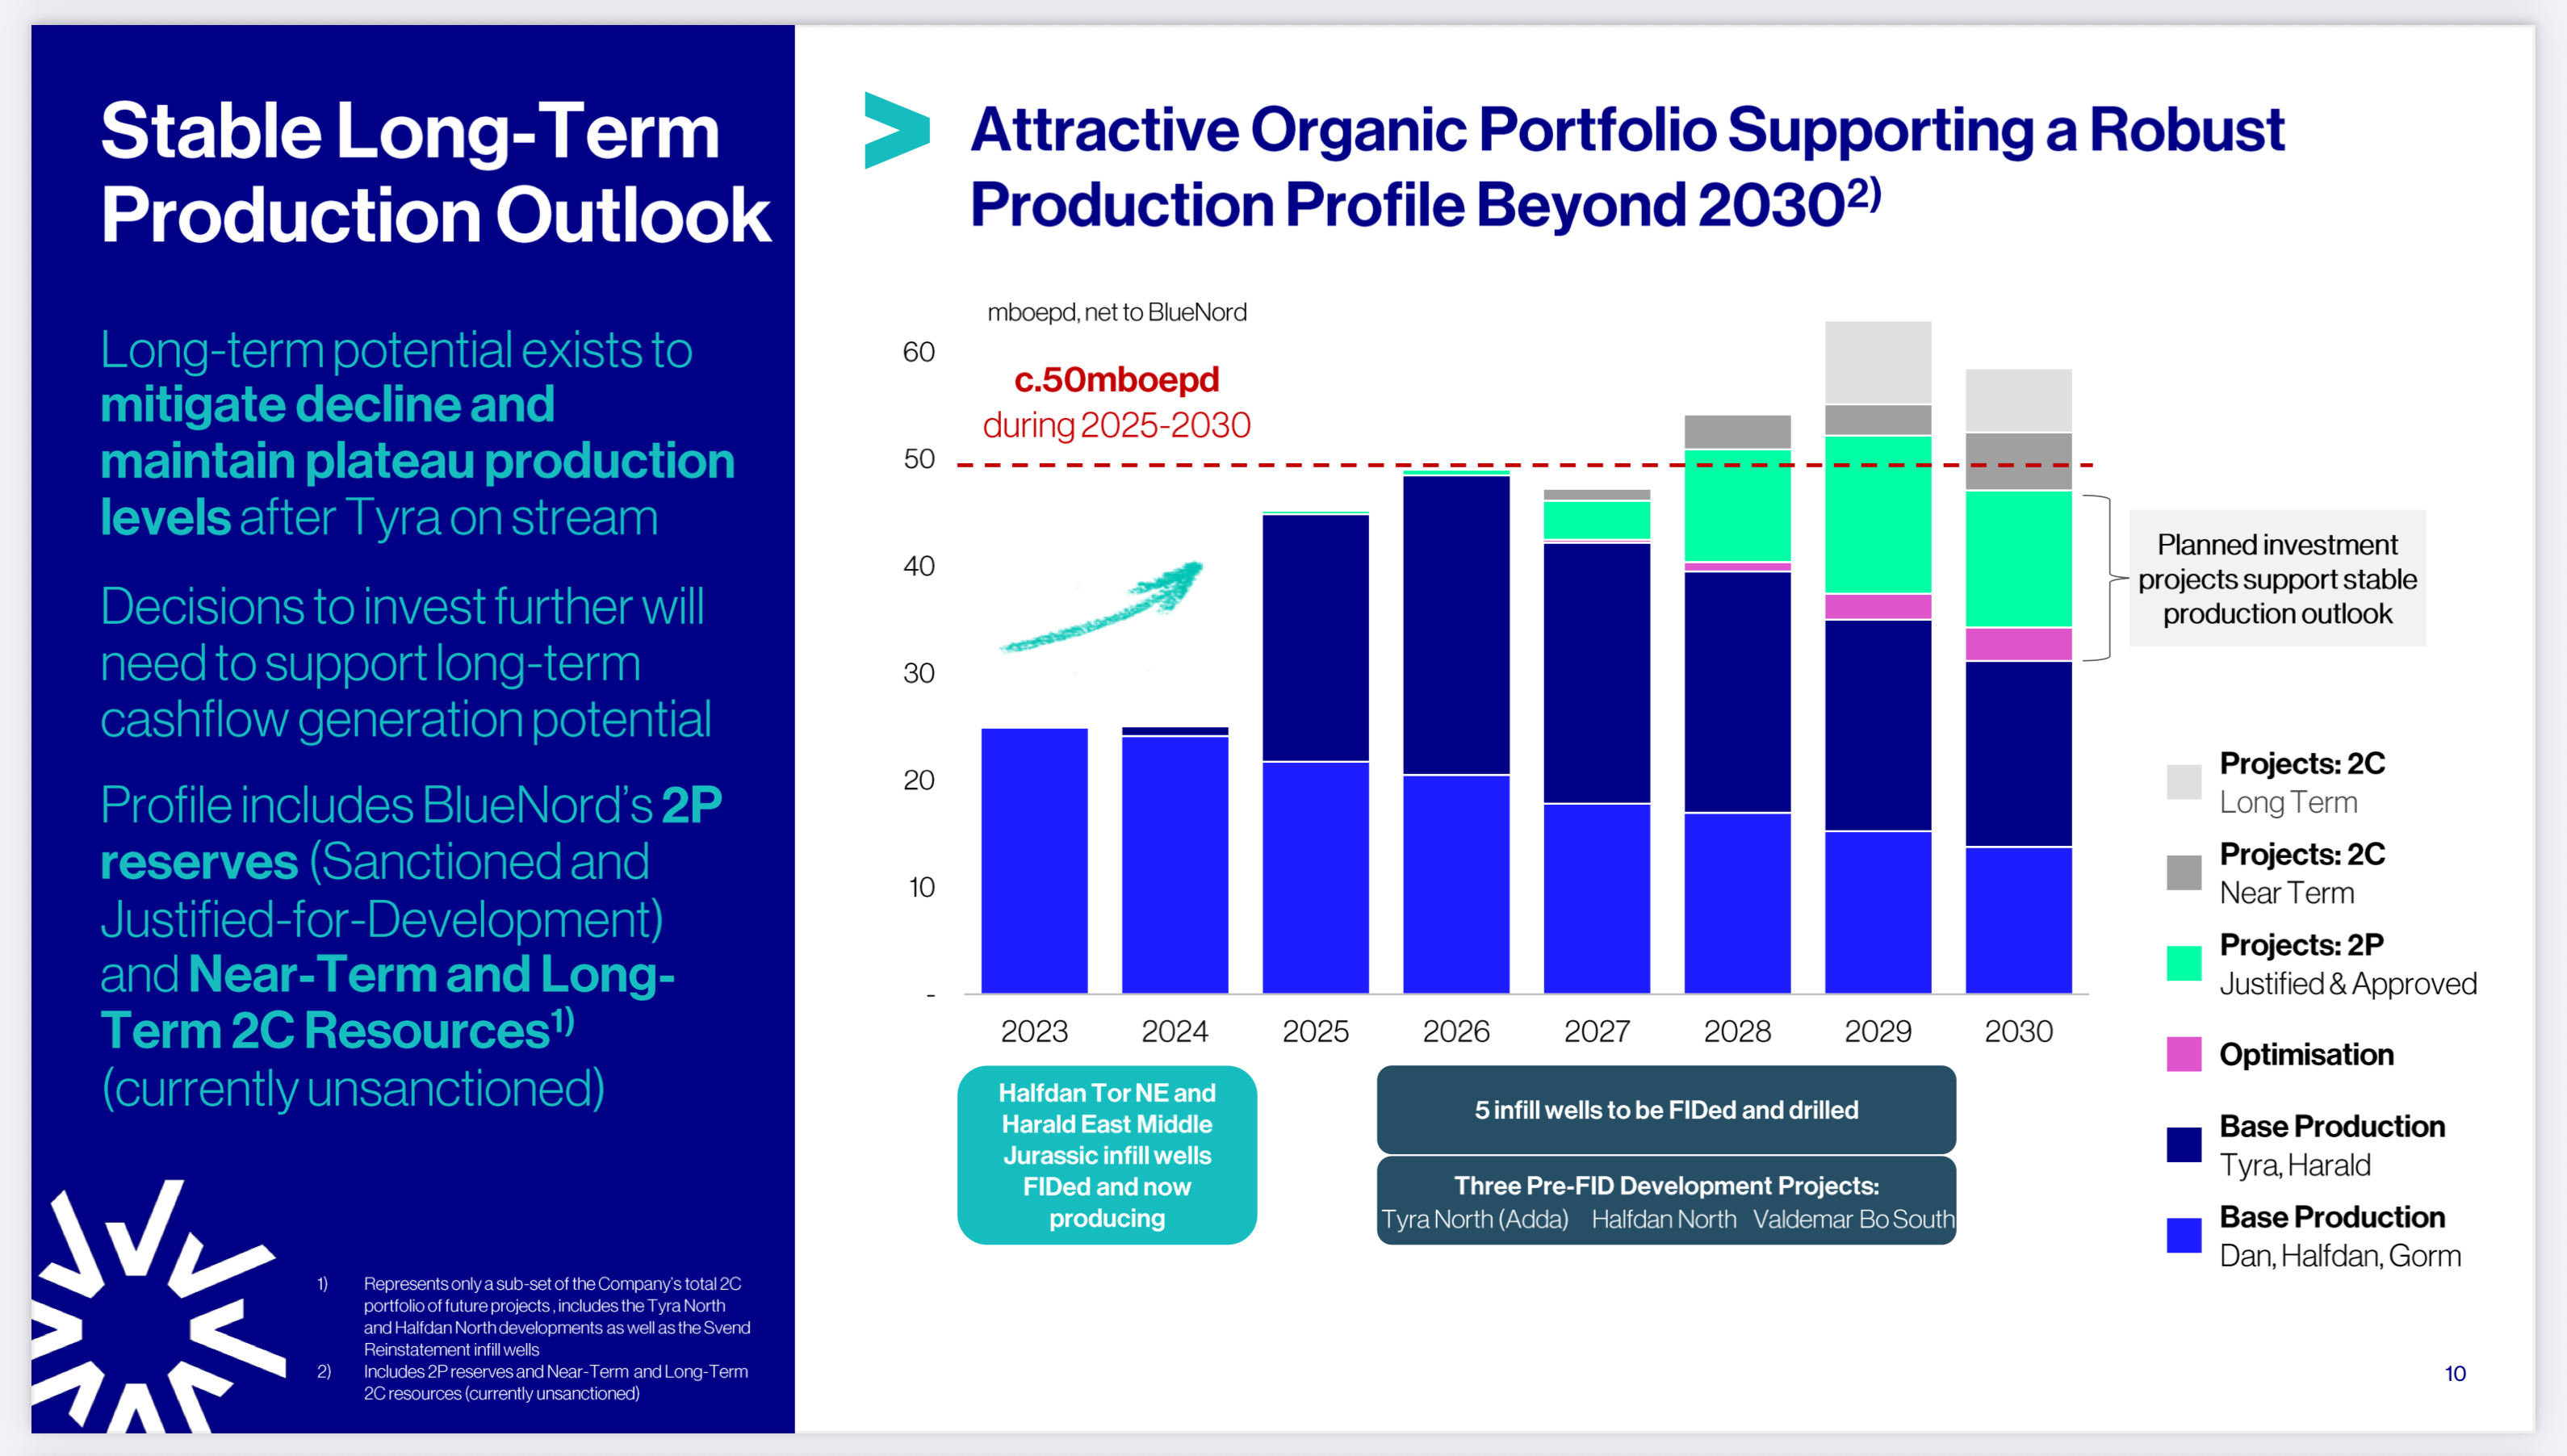 Stable Long-Term
Production Outlook
Long-term potential exists to
mitigate decline and
maintain plateau production
levels after Tyra on stream
Decisions to invest further will
need to support long-term
cashflow generation potential
Profile includes BlueNord's 2P
reserves (Sanctioned and
Justified-for-Development)
and Near-Term and Long-
Term 2C Resources1)
(currently unsanctioned)
1) Represents only a sub-set of the Company's total 2C
portfolio of future projects , includes the Tyra North
and Halfdan North developments as well as the Svend
Reinstatement infill wells
2) Includes 2P reserves and Near-Term and Long-Term
2C resources (currently unsanctioned)
Attractive Organic Portfolio Supporting a Robust
Production Profile Beyond 20302)
mboepd, net to BlueNord
c.50mboepd
during 2025-2030
60
50
40
30
20
10
-
2023 2024 2025 2026 2027 2028 2029 2030
Planned investment
projects support stable
production outlook
Projects: 2C
Long Term
Projects: 2C
Near Term
Projects: 2P
Justified & Approved
Optimisation
Base Production
Tyra, Harald
Base Production
Dan, Halfdan, Gorm
Halfdan Tor NE and
Harald East Middle
Jurassic infill wells
FIDed and now
producing
5 infill wells to be FIDed and drilled
Three Pre-FID Development Projects:
Tyra North (Adda) Halfdan North Valdemar Bo South
10